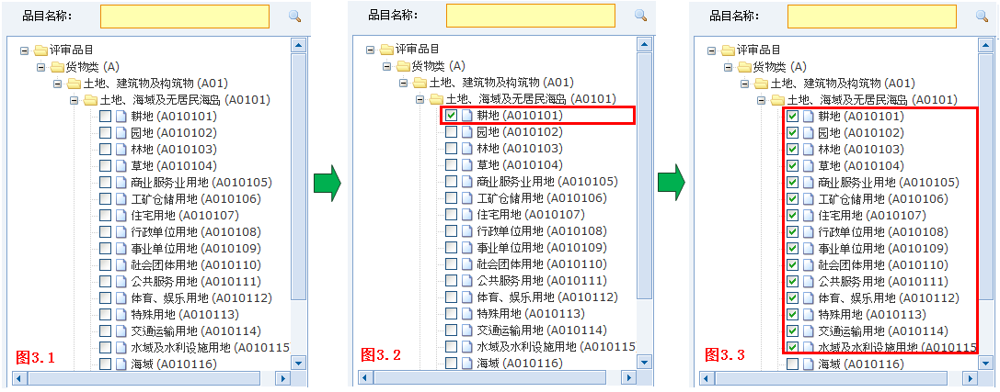 品目名称：
评审品目
货物类 (A)
土地、建筑物及构筑物 (A01)
土地、海域及无居民海岛 (A0101)
耕地 (A010101)
园地 (A010102)
林地 (A010103)
草地 (A010104)
商业服务业用地 (A010105)
工矿仓储用地 (A010106)
住宅用地 (A010107)
行政单位用地 (A010108)
事业单位用地 (A010109)
社会团体用地 (A010110)
公共服务用地 (A010111)
体育、娱乐用地 (A010112)
特殊用地 (A010113)
交通运输用地 (A010114)
水域及水利设施用地 (A010115
海域 (A010116)
图3.1
品目名称：
评审品目
货物类 (A)
土地、建筑物及构筑物 (A01)
土地、海域及无居民海岛 (A0101)
耕地 (A010101)
园地 (A010102)
林地 (A010103)
草地 (A010104)
商业服务业用地 (A010105)
工矿仓储用地 (A010106)
住宅用地 (A010107)
行政单位用地 (A010108)
事业单位用地 (A010109)
社会团体用地 (A010110)
公共服务用地 (A010111)
体育、娱乐用地 (A010112)
特殊用地 (A010113)
交通运输用地 (A010114)
水域及水利设施用地 (A010115
海域 (A010116)
图3.2
品目名称：
评审品目
货物类 (A)
土地、建筑物及构筑物 (A01)
土地、海域及无居民海岛 (A0101)
耕地 (A010101)
园地 (A010102)
林地 (A010103)
草地 (A010104)
商业服务业用地 (A010105)
工矿仓储用地 (A010106)
住宅用地 (A010107)
行政单位用地 (A010108)
事业单位用地 (A010109)
社会团体用地 (A010110)
公共服务用地 (A010111)
体育、娱乐用地 (A010112)
特殊用地 (A010113)
交通运输用地 (A010114)
水域及水利设施用地 (A010115
海域 (A010116)
图3.3